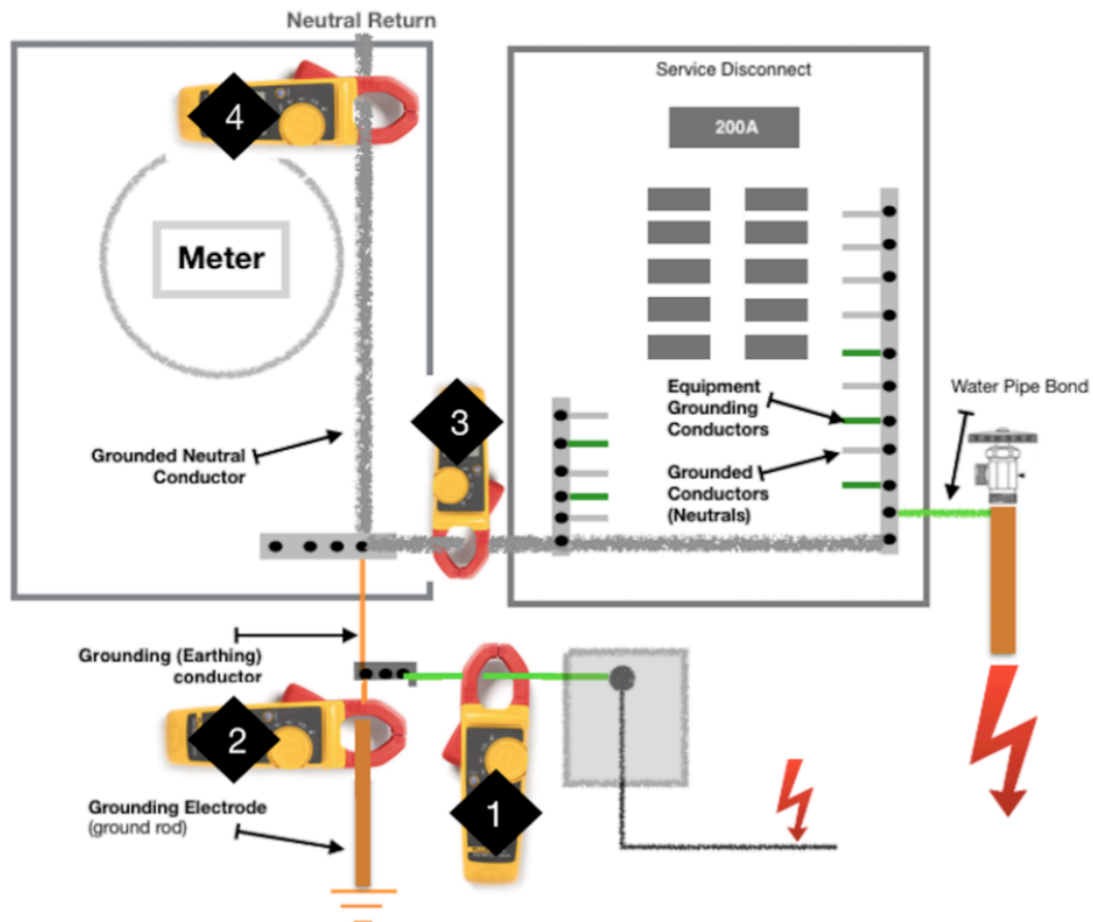 Neutral Return
4
Service Disconnect
200A
Meter
3
Equipment
Grounding
Conductors
Water Pipe Bond
Grounded Neutral
Conductor
Grounded
Conductors
(Neutrals)
Grounding (Earthing)
conductor
2
1
Grounding Electrode
(ground rod)